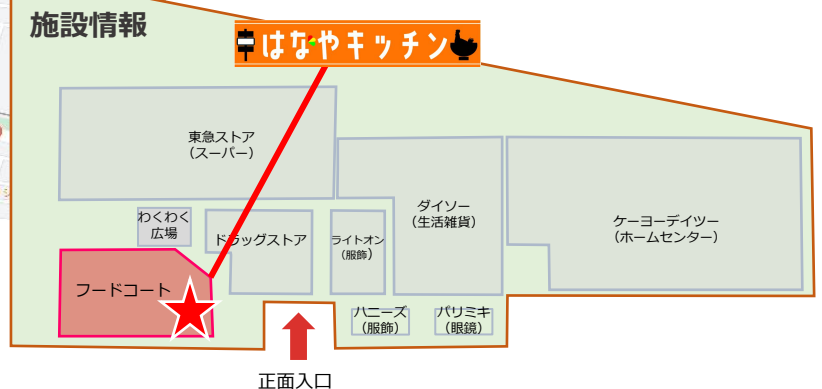 施設情報
はなやキッチン
東急ストア
（スーパー）
ダイソー
（生活雑貨）
ケーヨーデイツー
（ホームセンター）
わくわく
広場
ドラッグストア
ライトオン
（服飾）
フードコート
ハニーズ
（服飾）
パリミキ
（眼鏡）
正面入口